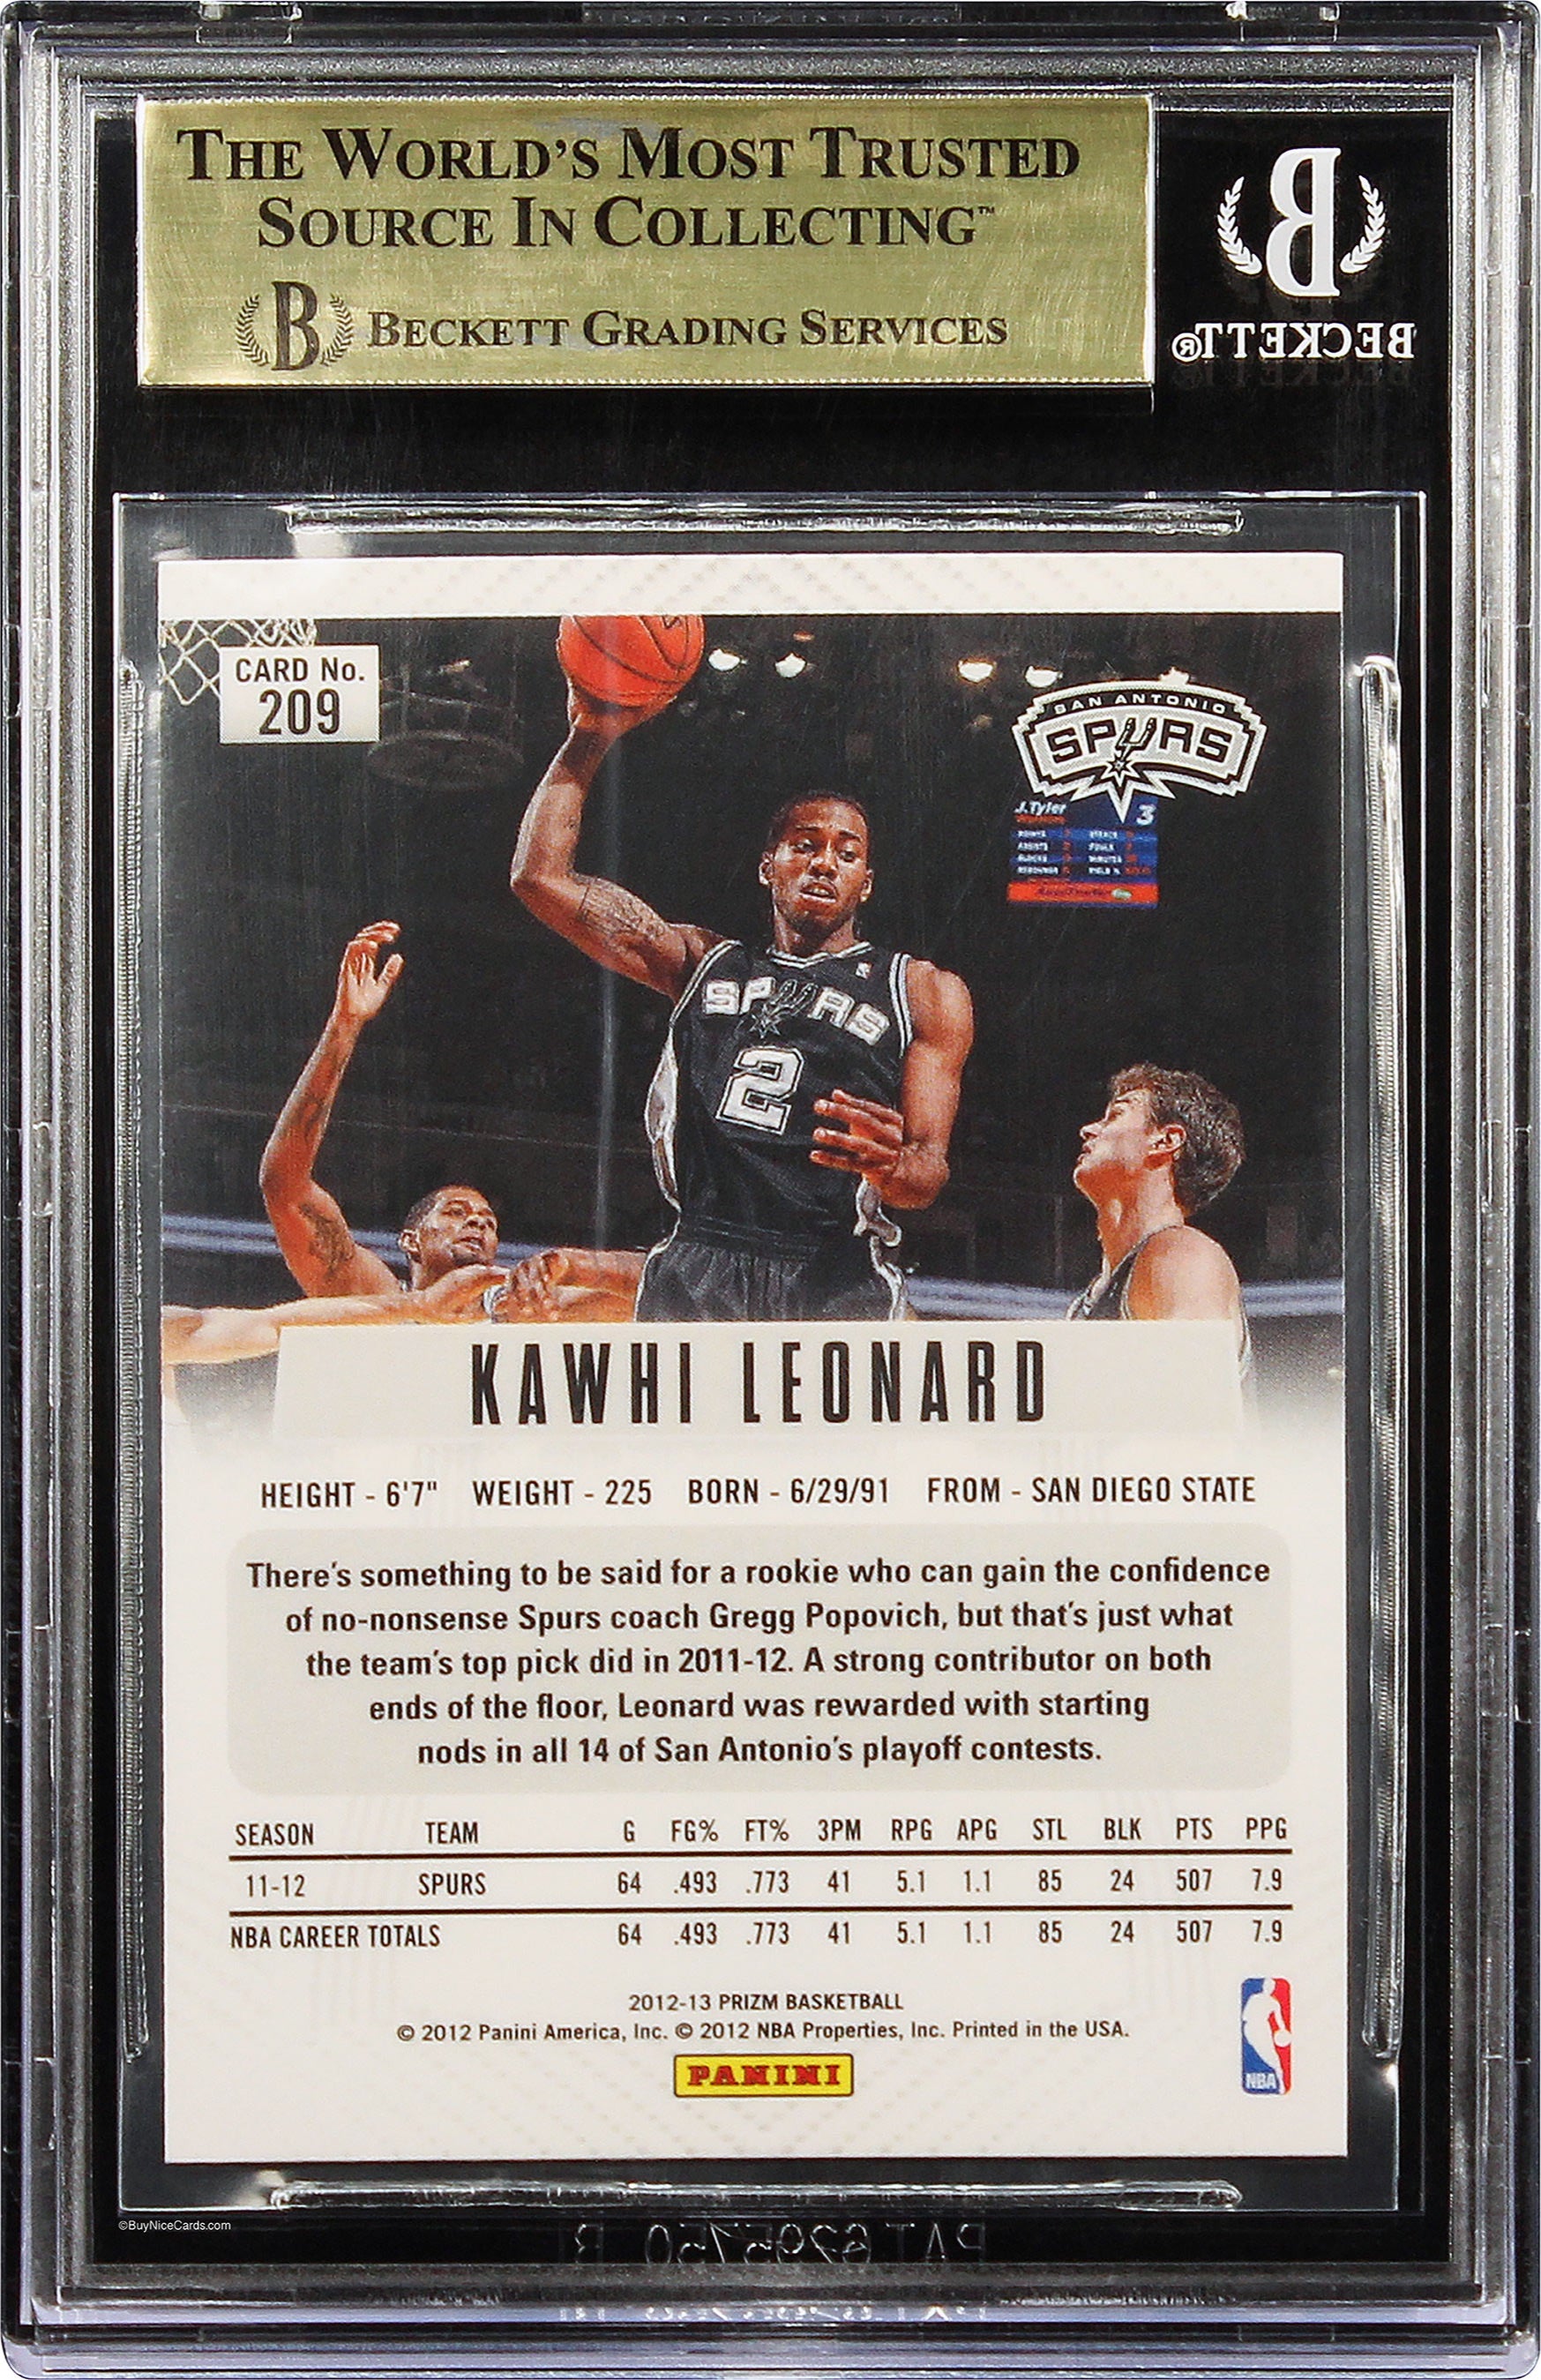 THE WORLD'S MOST TRUSTED
SOURCE IN COLLECTING™
B BECKETT GRADING SERVICES
B
BECKETT®
CARD No.
209
SAN ANTONIO
SPURS
J.Tyler
3
SPURS
2
KAWHI LEONARD
HEIGHT - 6'7" WEIGHT - 225 BORN - 6/29/91 FROM - SAN DIEGO STATE
There's something to be said for a rookie who can gain the confidence
of no-nonsense Spurs coach Gregg Popovich, but that's just what
the team's top pick did in 2011-12. A strong contributor on both
ends of the floor, Leonard was rewarded with starting
nods in all 14 of San Antonio's playoff contests.
SEASON TEAM G FG% FT% 3PM RPG APG STL BLK PTS PPG
11-12 SPURS 64 .493 .773 41 5.1 1.1 85 24 507 7.9
NBA CAREER TOTALS 64 .493 .773 41 5.1 1.1 85 24 507 7.9
2012-13 PRIZM BASKETBALL
© 2012 Panini America, Inc. © 2012 NBA Properties, Inc. Printed in the USA.
PANINI
NBA
©BuyNiceCards.com